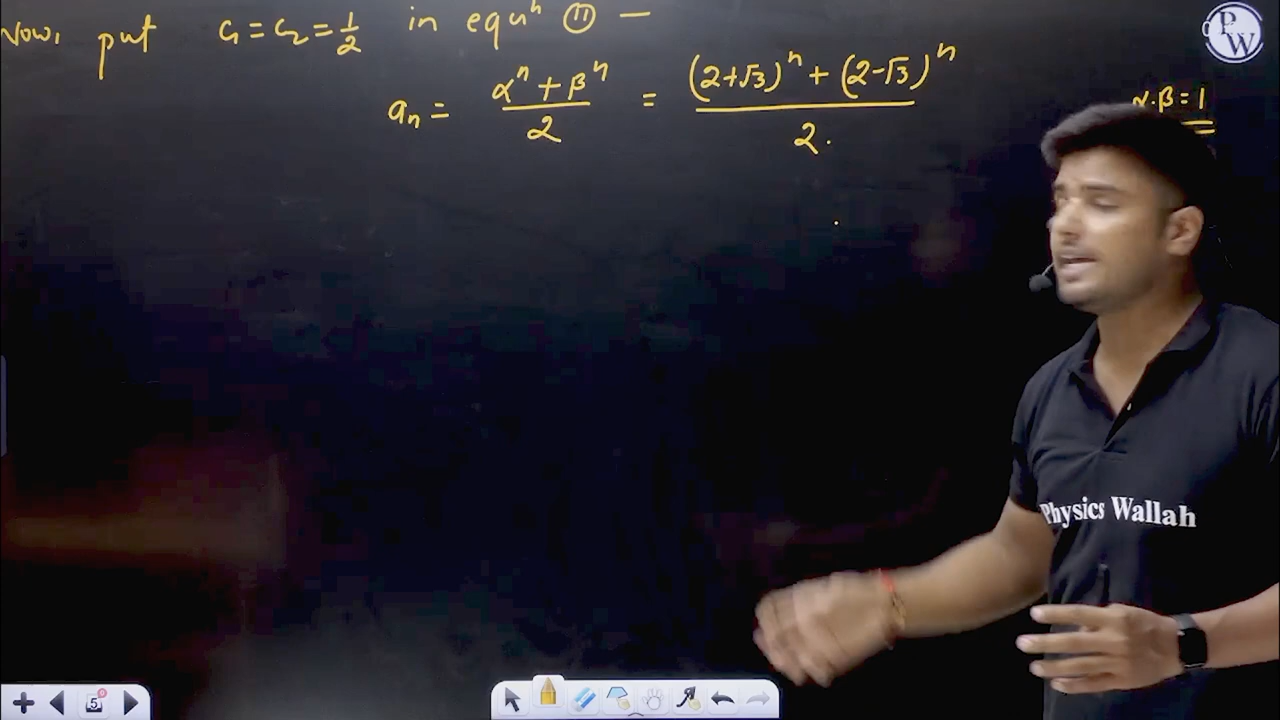 Now, put C₁ = C₂ = 1/2 in equⁿ ⑪ —
aₙ = (αⁿ + βⁿ)/2 = ((2+√3)ⁿ + (2-√3)ⁿ)/2.
α.β = 1
PW
Physics Wallah
5